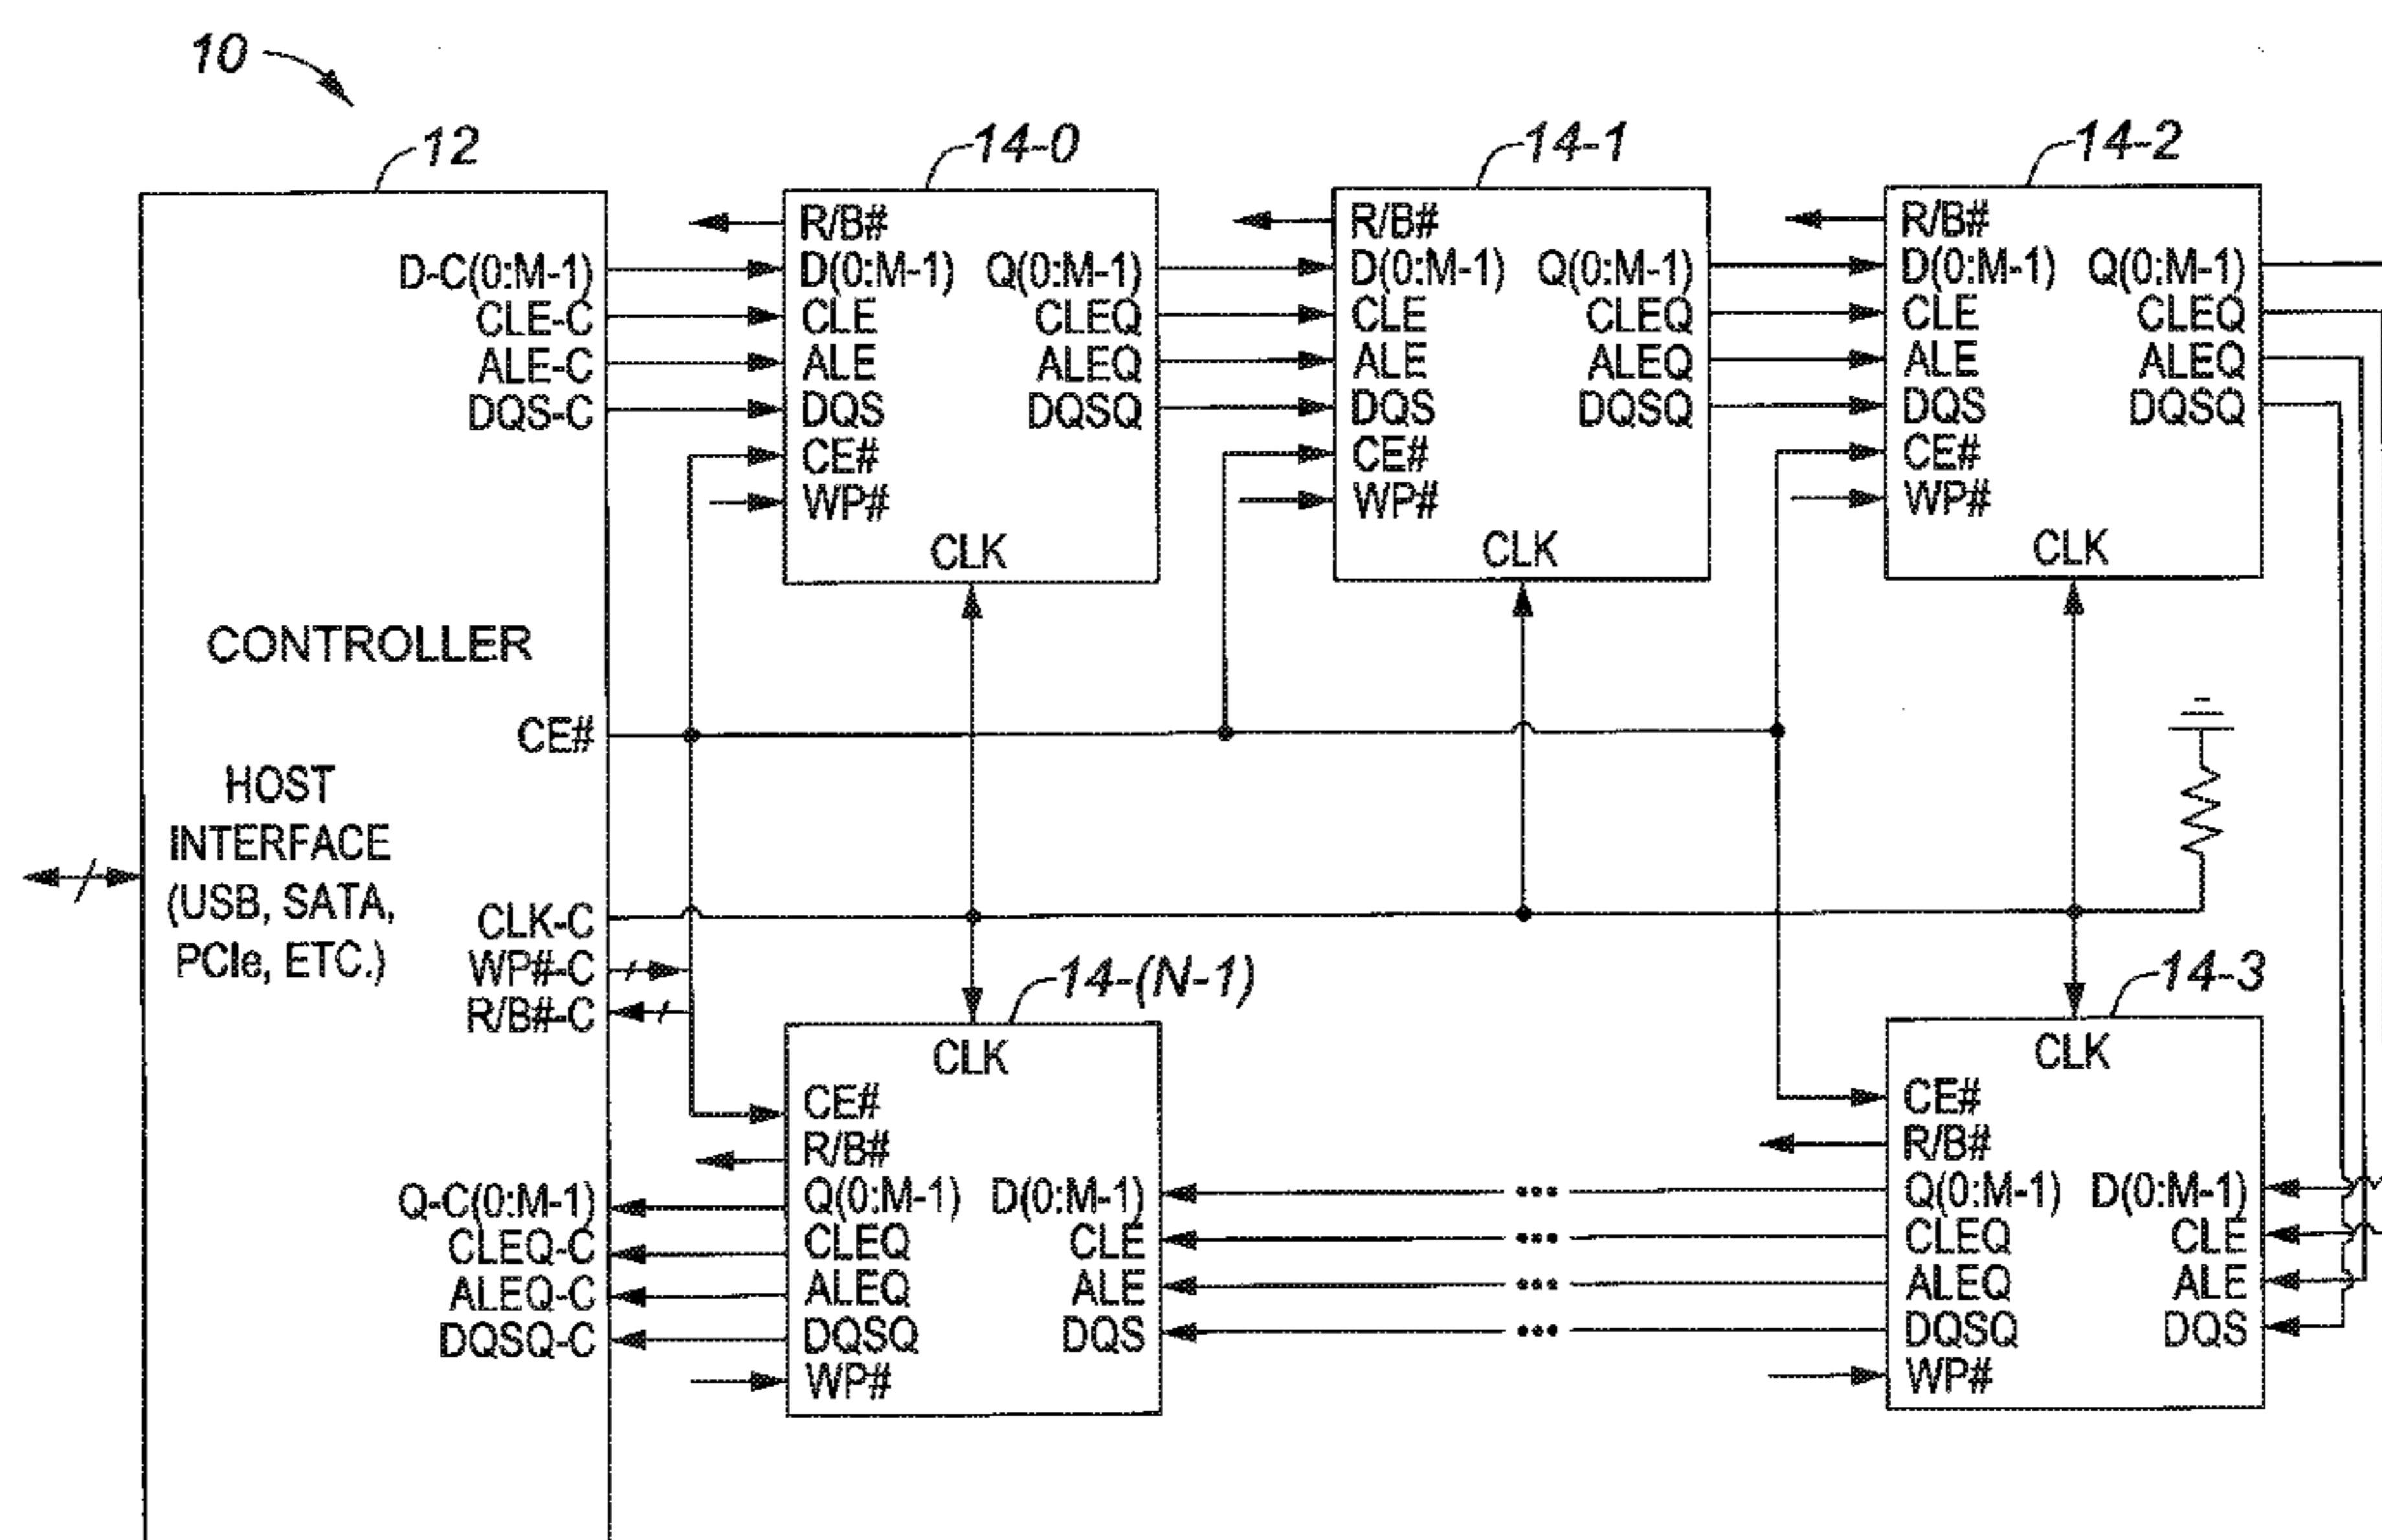 10
12
14-0
14-1
14-2
D-C(0:M-1)
CLE-C
ALE-C
DQS-C
CONTROLLER
CE#
HOST
INTERFACE
(USB, SATA,
PCIe, ETC.)
CLK-C
WP#-C
R/B#-C
Q-C(0:M-1)
CLEQ-C
ALEQ-C
DQSQ-C
R/B#
D(0:M-1) Q(0:M-1)
CLE CLEQ
ALE ALEQ
DQS DQSQ
CE#
WP#
CLK
R/B#
D(0:M-1) Q(0:M-1)
CLE CLEQ
ALE ALEQ
DQS DQSQ
CE#
WP#
CLK
R/B#
D(0:M-1) Q(0:M-1)
CLE CLEQ
ALE ALEQ
DQS DQSQ
CE#
WP#
CLK
14-(N-1)
CLK
CE#
R/B#
Q(0:M-1) D(0:M-1)
CLEQ CLE
ALEQ ALE
DQSQ DQS
WP#
14-3
CLK
CE#
R/B#
Q(0:M-1) D(0:M-1)
CLEQ CLE
ALEQ ALE
DQSQ DQS
WP#